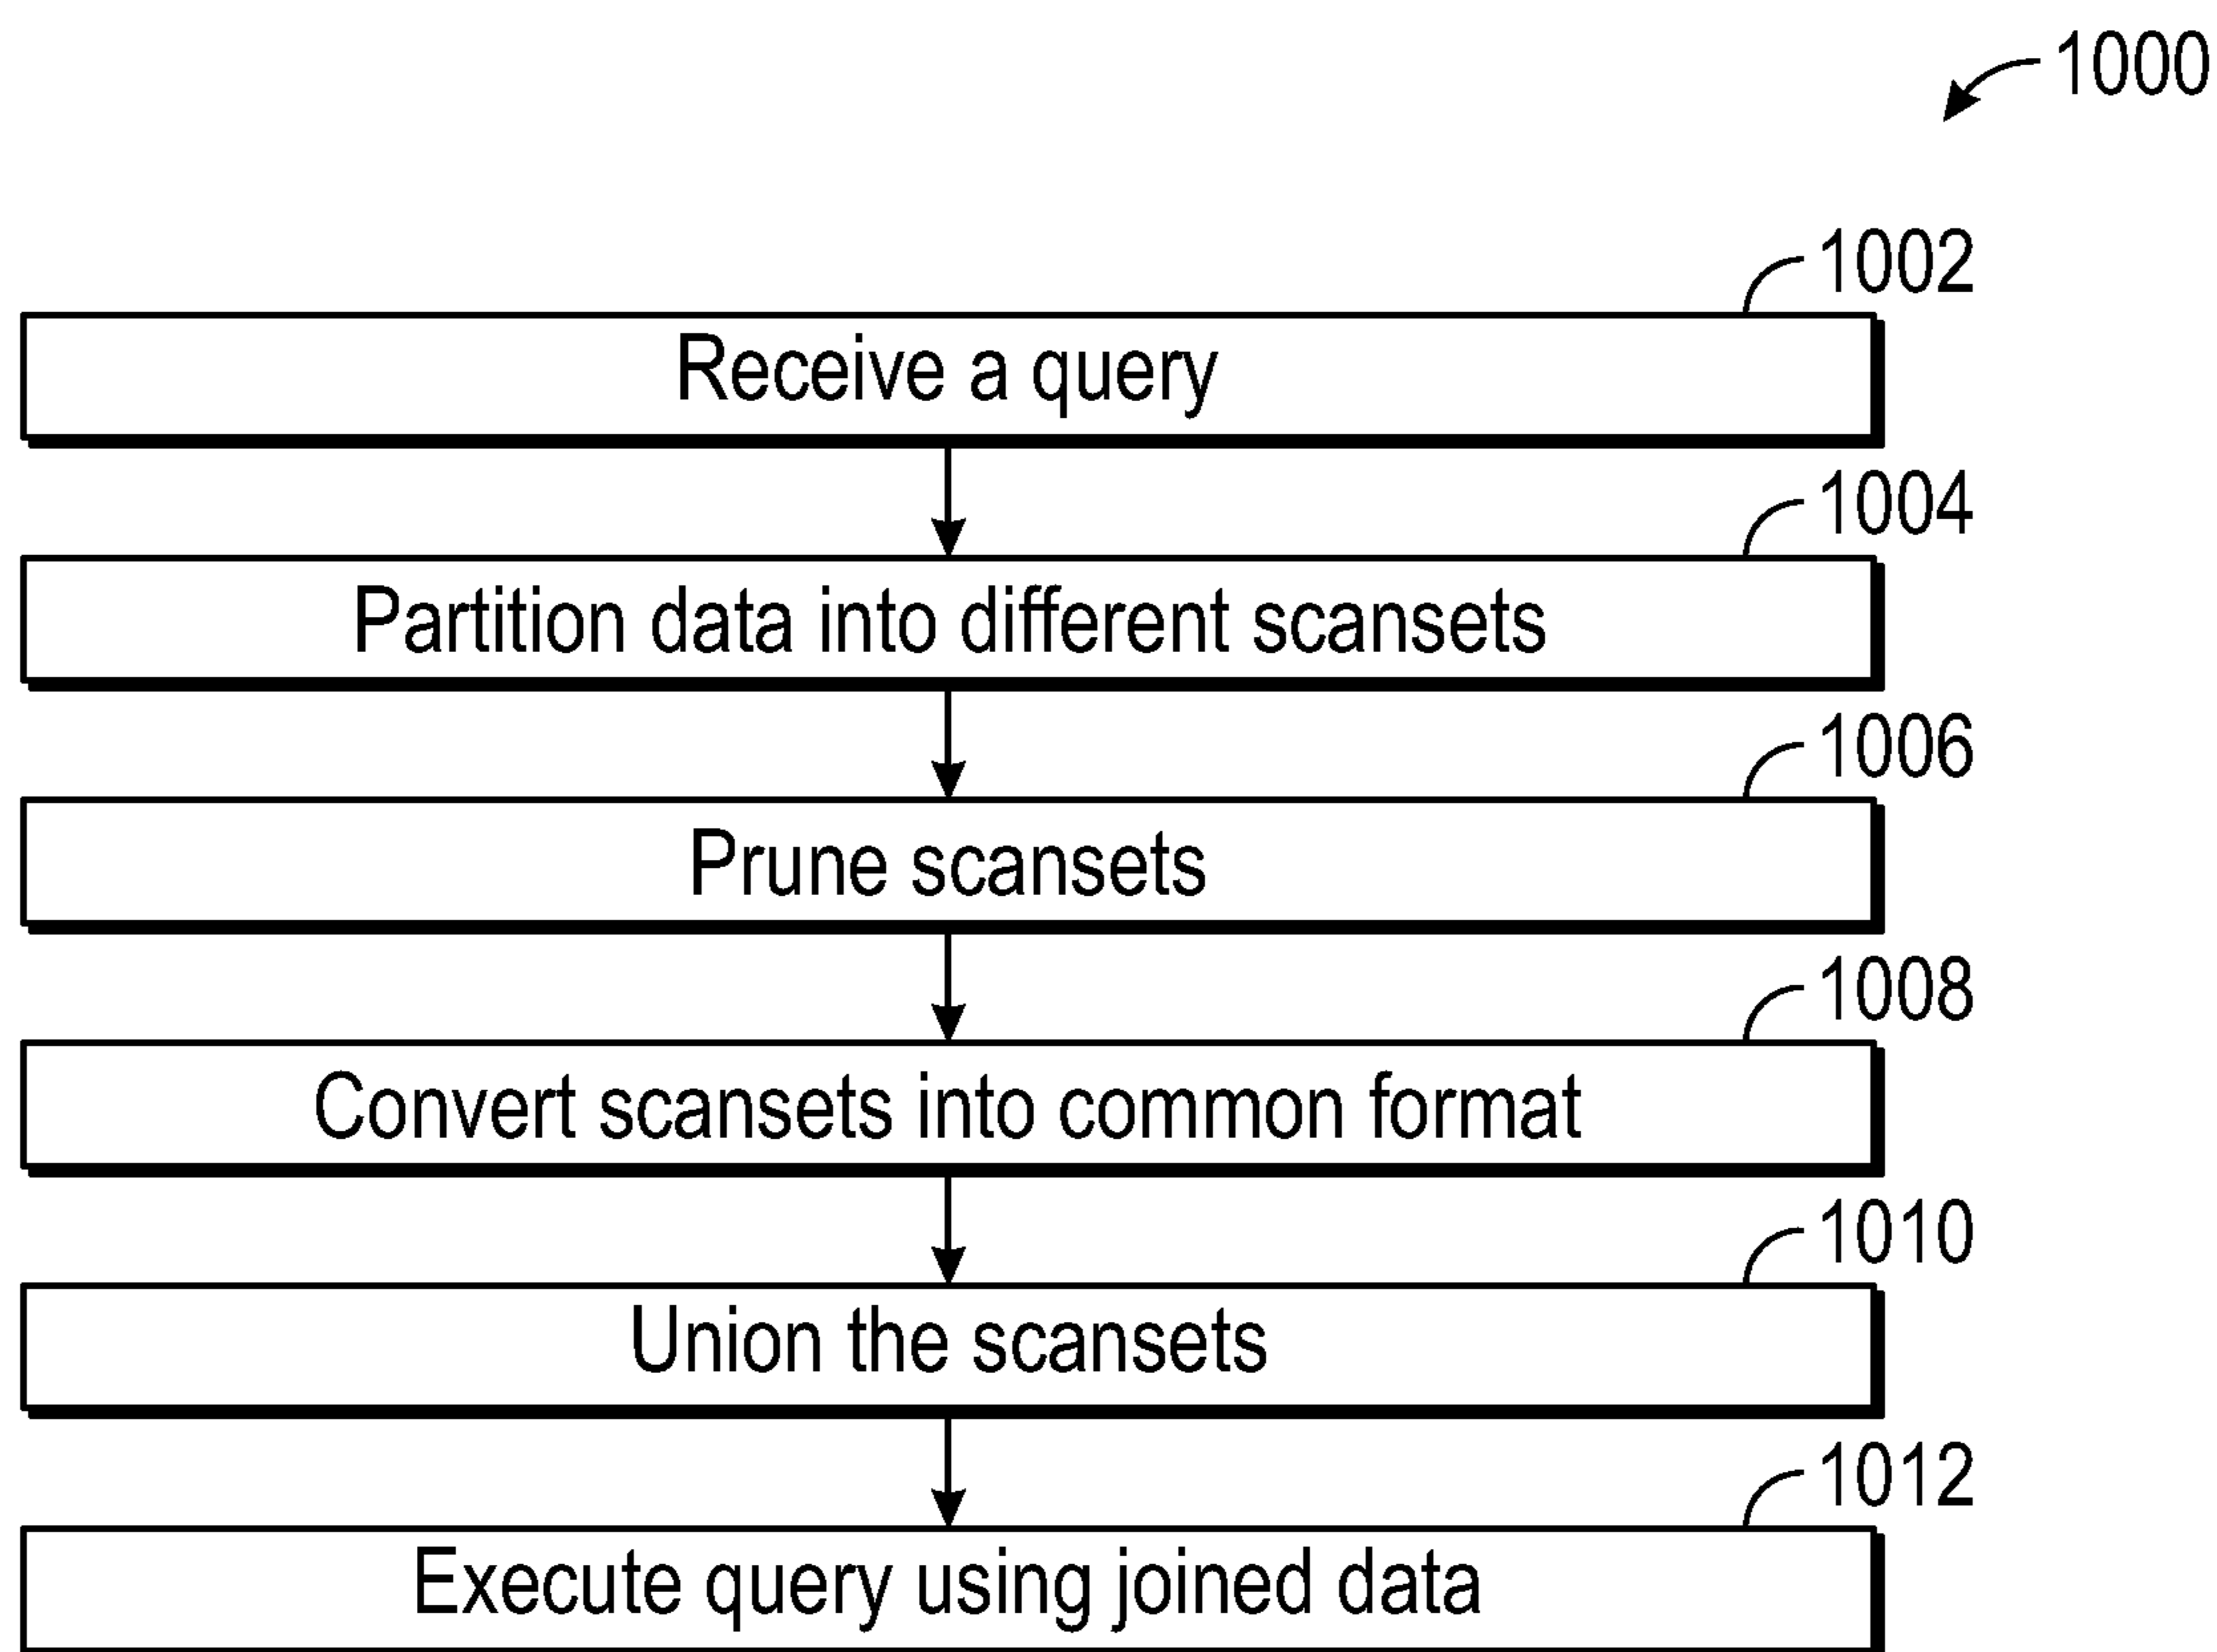 1000
1002
Receive a query
1004
Partition data into different scansets
1006
Prune scansets
1008
Convert scansets into common format
1010
Union the scansets
1012
Execute query using joined data